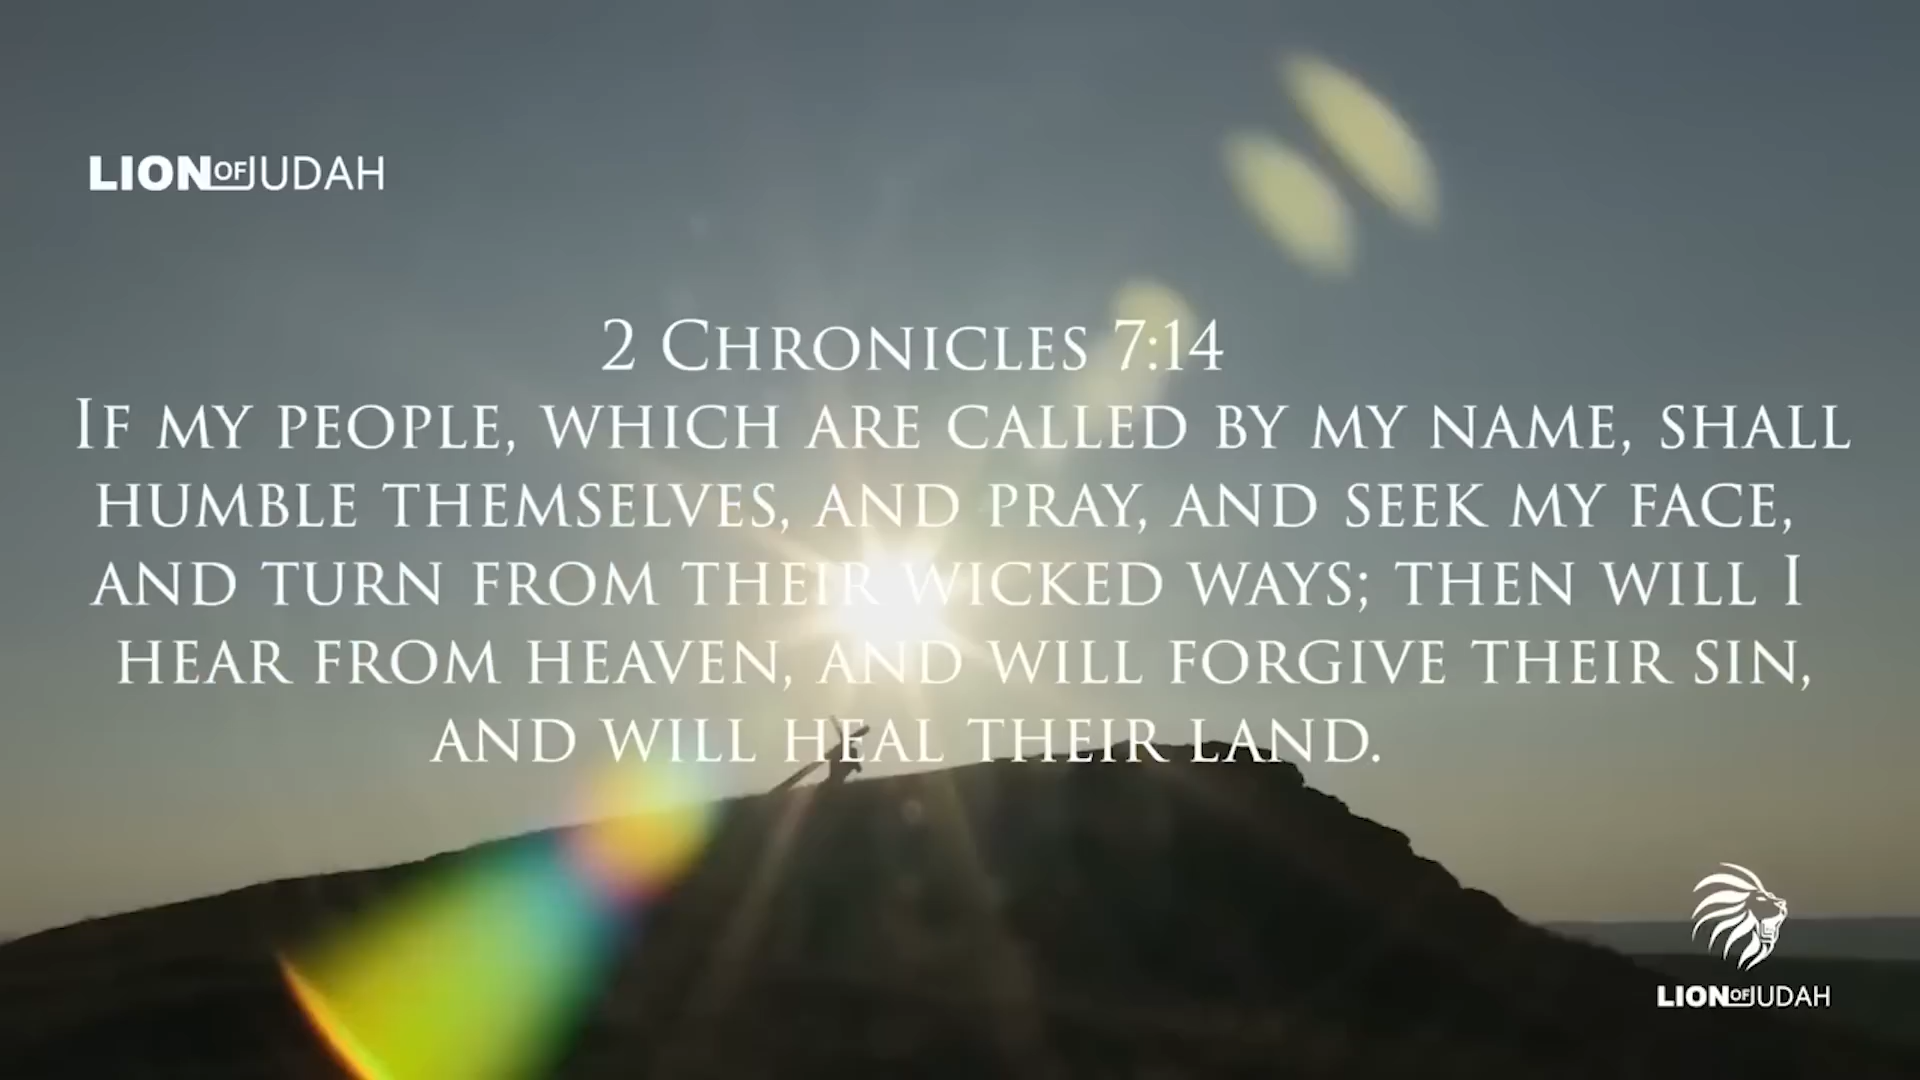 LION OF JUDAH
2 Chronicles 7:14
If my people, which are called by my name, shall
humble themselves, and pray, and seek my face,
and turn from their wicked ways; then will I
hear from heaven, and will forgive their sin,
and will heal their land.
LION OF JUDAH